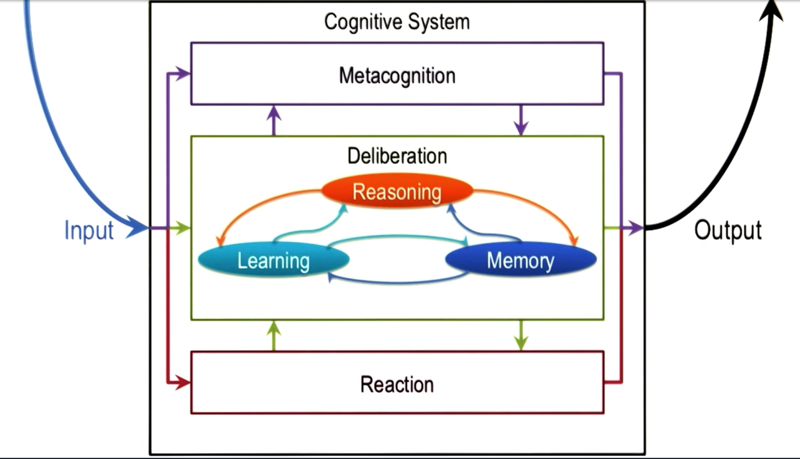 Cognitive System
Metacognition
Deliberation
Reasoning
Input
Output
Learning
Memory
Reaction